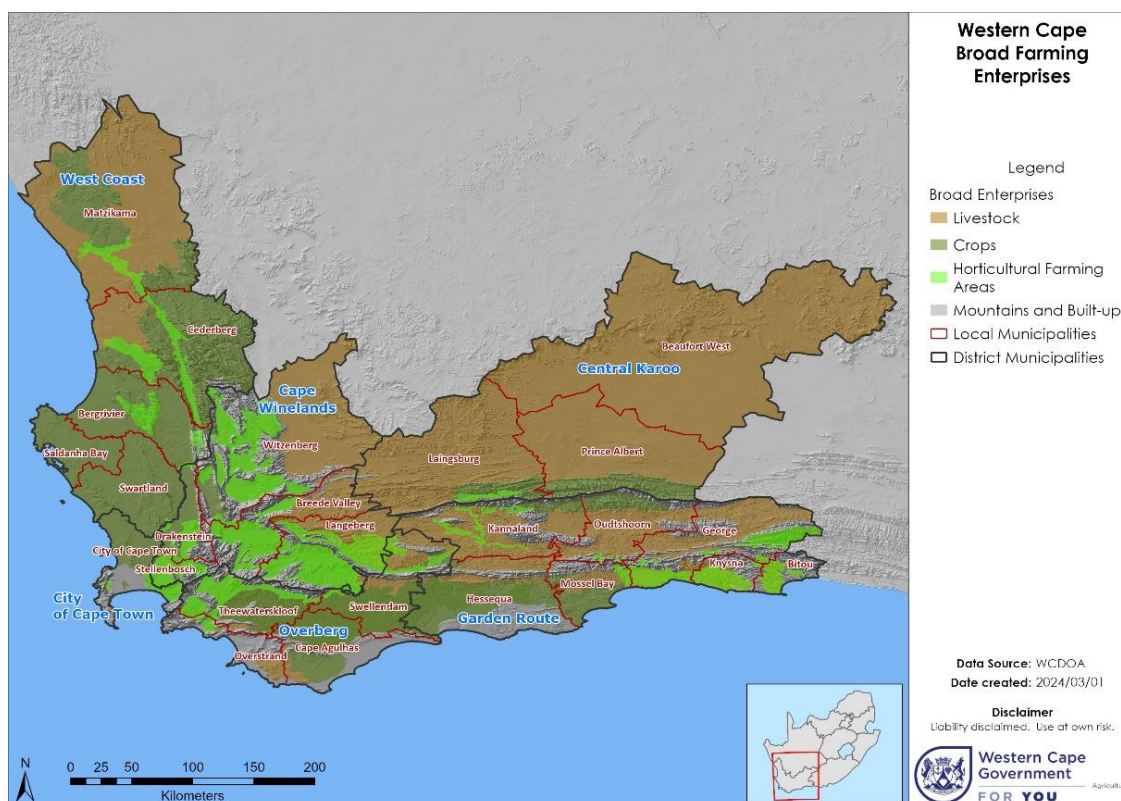 Western Cape
Broad Farming
Enterprises
Legend
Broad Enterprises
Livestock
Crops
Horticultural Farming
Areas
Mountains and Built-up
Local Municipalities
District Municipalities
West Coast
Matzikama
Cederberg
Bergrivier
Saldanha Bay
Swartland
Cape
Winelands
Witzenberg
Breede Valley
Langeberg
Drakenstein
City of Cape Town
Stellenbosch
City
of Cape Town
Central Karoo
Beaufort West
Laingsburg
Prince Albert
Kannaland
Oudtshoorn
George
Knysna
Bitou
Mossel Bay
Hessequa
Garden Route
Theewaterskloof
Swellendam
Overberg
Overstrand
Cape Agulhas
N
0 50 100 150 200
Kilometers
Data Source: WCDOA
Date created: 2024/03/01
Disclaimer
Liability disclaimed. Use at own risk.
Western Cape
Government
FOR YOU